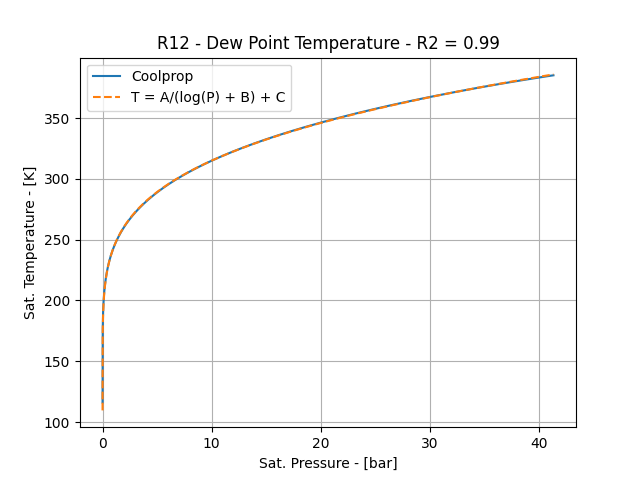 R12 - Dew Point Temperature - R2 = 0.99
Coolprop
T = A/(log(P) + B) + C
Sat. Temperature - [K]
350
300
250
200
150
100
0 10 20 30 40
Sat. Pressure - [bar]